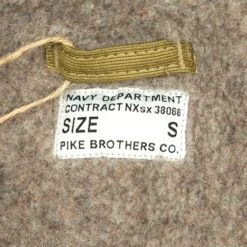 NAVY DEPARTMENT
CONTRACT NXsx 38066
SIZE S
PIKE BROTHERS CO.